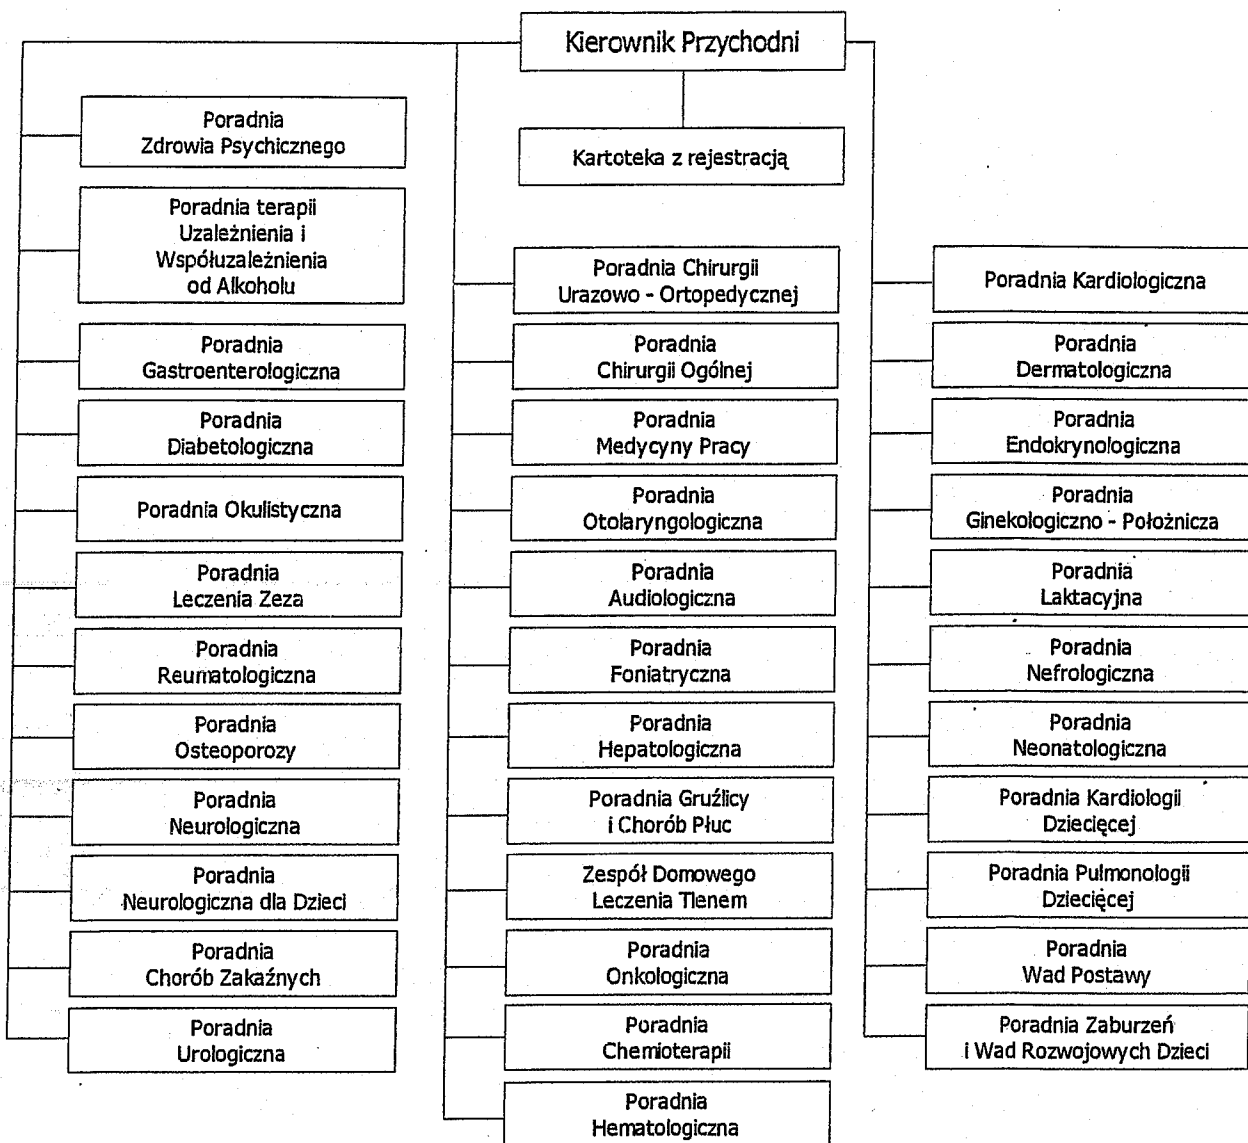 Kierownik Przychodni
Kartoteka z rejestracją
Poradnia
Zdrowia Psychicznego
Poradnia terapii
Uzależnienia i
Współuzależnienia
od Alkoholu
Poradnia
Gastroenterologiczna
Poradnia
Diabetologiczna
Poradnia Okulistyczna
Poradnia
Leczenia Zeza
Poradnia
Reumatologiczna
Poradnia
Osteoporozy
Poradnia
Neurologiczna
Poradnia
Neurologiczna dla Dzieci
Poradnia
Chorób Zakaźnych
Poradnia
Urologiczna
Poradnia Chirurgii
Urazowo - Ortopedycznej
Poradnia
Chirurgii Ogólnej
Poradnia
Medycyny Pracy
Poradnia
Otolaryngologiczna
Poradnia
Audiologiczna
Poradnia
Foniatryczna
Poradnia
Hepatologiczna
Poradnia Gruźlicy
i Chorób Płuc
Zespół Domowego
Leczenia Tlenem
Poradnia
Onkologiczna
Poradnia
Chemioterapii
Poradnia
Hematologiczna
Poradnia Kardiologiczna
Poradnia
Dermatologiczna
Poradnia
Endokrynologiczna
Poradnia
Ginekologiczno - Położnicza
Poradnia
Laktacyjna
Poradnia
Nefrologiczna
Poradnia
Neonatologiczna
Poradnia Kardiologii
Dziecięcej
Poradnia Pulmonologii
Dziecięcej
Poradnia
Wad Postawy
Poradnia Zaburzeń
i Wad Rozwojowych Dzieci